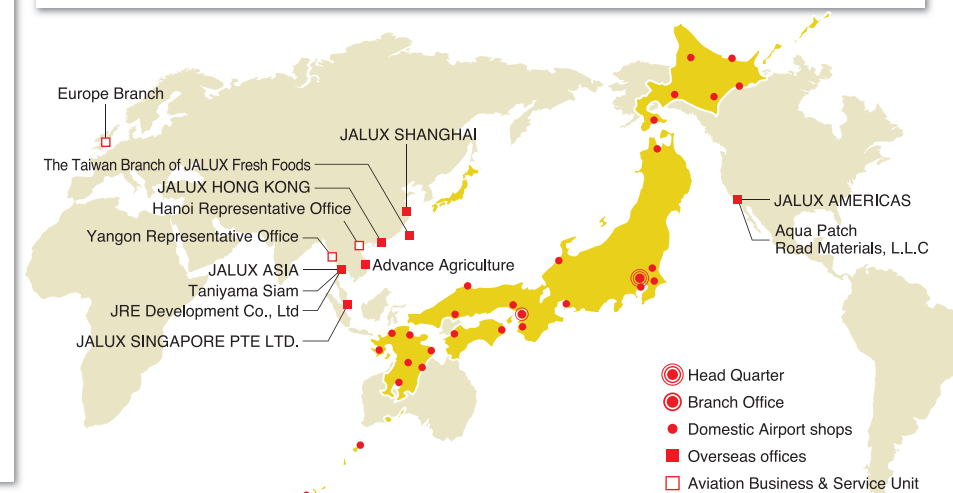 Europe Branch
JALUX SHANGHAI
The Taiwan Branch of JALUX Fresh Foods
JALUX HONG KONG
Hanoi Representative Office
Yangon Representative Office
JALUX ASIA
Advance Agriculture
Taniyama Siam
JRE Development Co., Ltd
JALUX SINGAPORE PTE LTD.
JALUX AMERICAS
Aqua Patch
Road Materials, L.L.C
Head Quarter
Branch Office
Domestic Airport shops
Overseas offices
Aviation Business & Service Unit